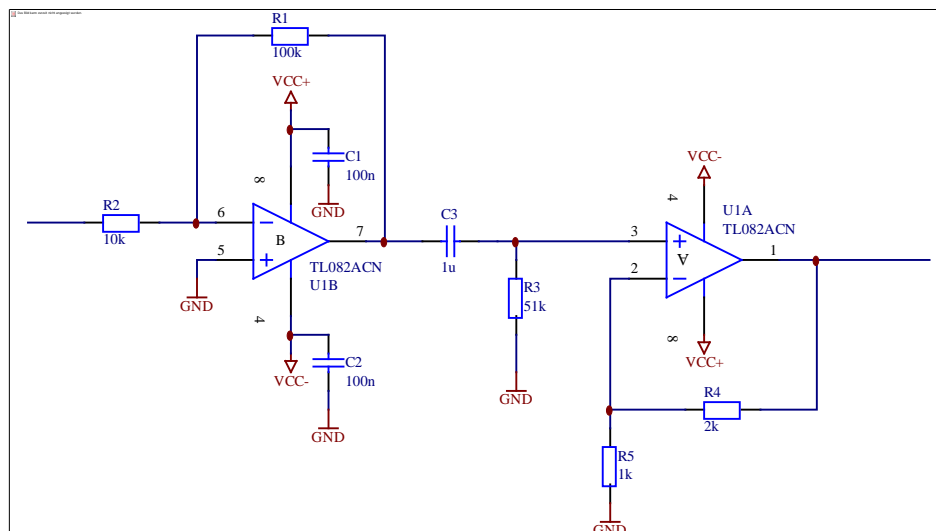 R1
100k
VCC+
C1
100n
GND
8
R2
10k
6
5
B
7
TL082ACN
U1B
GND
4
VCC-
C2
100n
GND
C3
1u
R3
51k
GND
VCC-
4
U1A
TL082ACN
3
2
A
1
8
VCC+
R4
2k
R5
1k
GND